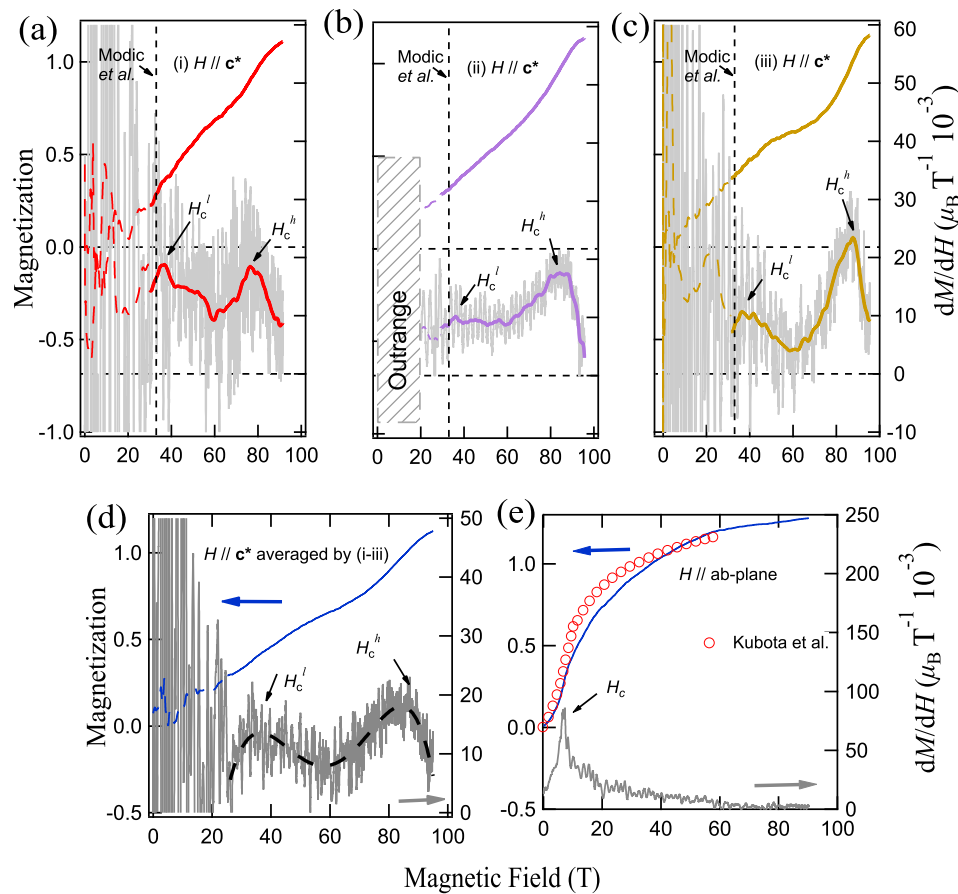 (a)
(b)
(c)
Modic
et al.
(i) H // c*
Modic
et al.
(ii) H // c*
Modic
et al.
(iii) H // c*
Magnetization
1.0
0.5
0.0
-0.5
-1.0
H_c^l
H_c^h
0 20 40 60 80 100
Outrange
H_c^l
H_c^h
0 20 40 60 80 100
H_c^l
H_c^h
0 20 40 60 80 100
60
50
40
30
20
10
0
-10
dM/dH (μ_B T^-1 10^-3)
(d)
H // c* averaged by (i-iii)
Magnetization
1.0
0.5
0.0
-0.5
H_c^l
H_c^h
50
40
30
20
10
0
0 20 40 60 80 100
(e)
1.0
0.5
0.0
-0.5
H // ab-plane
Kubota et al.
H_c
250
200
150
100
50
0
0 20 40 60 80 100
dM/dH (μ_B T^-1 10^-3)
Magnetic Field (T)